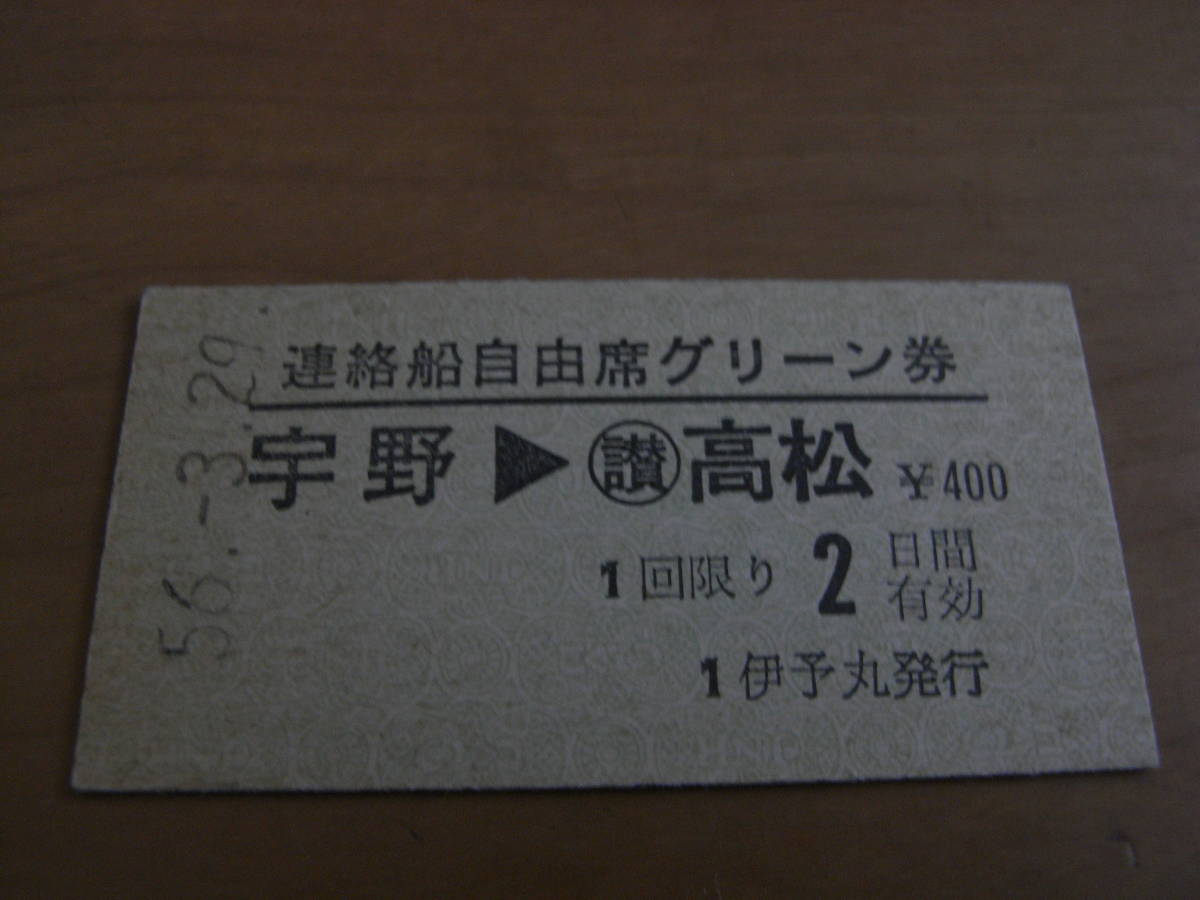 連絡船自由席グリーン券
宇野▶㊝高松 ¥400
1回限り 2 日間有効
1伊予丸発行
56.-3.29.